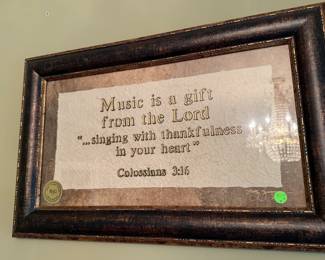 Music is a gift
from the Lord
"...singing with thankfulness
in your heart"
Colossians 3:16